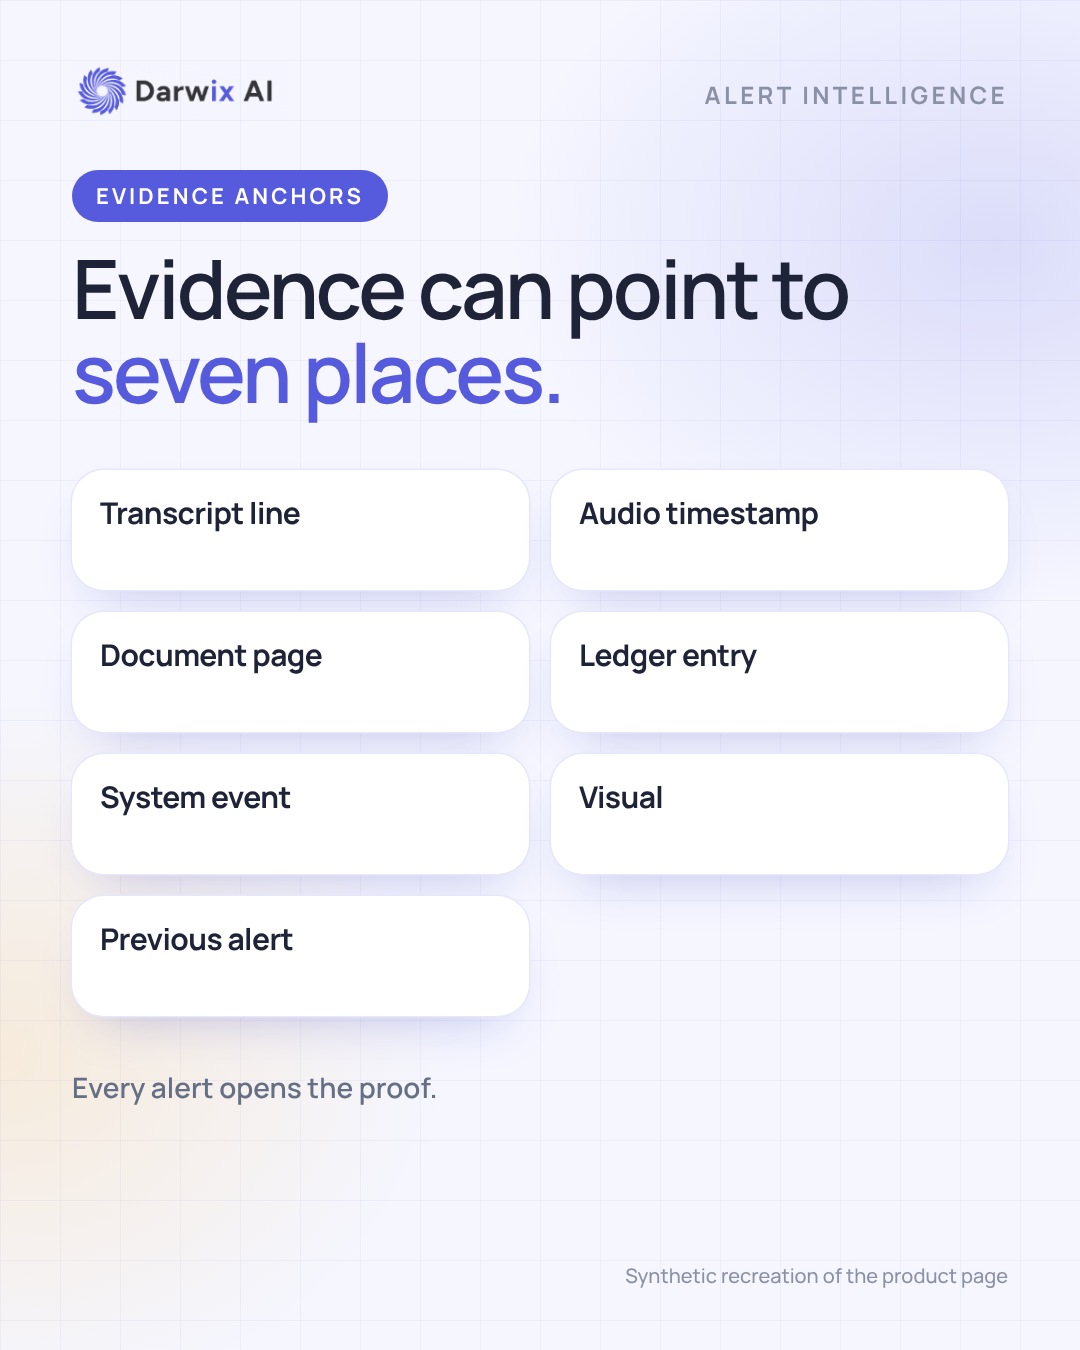 Darwix AI
ALERT INTELLIGENCE
EVIDENCE ANCHORS
Evidence can point to
seven places.
Transcript line
Audio timestamp
Document page
Ledger entry
System event
Visual
Previous alert
Every alert opens the proof.
Synthetic recreation of the product page